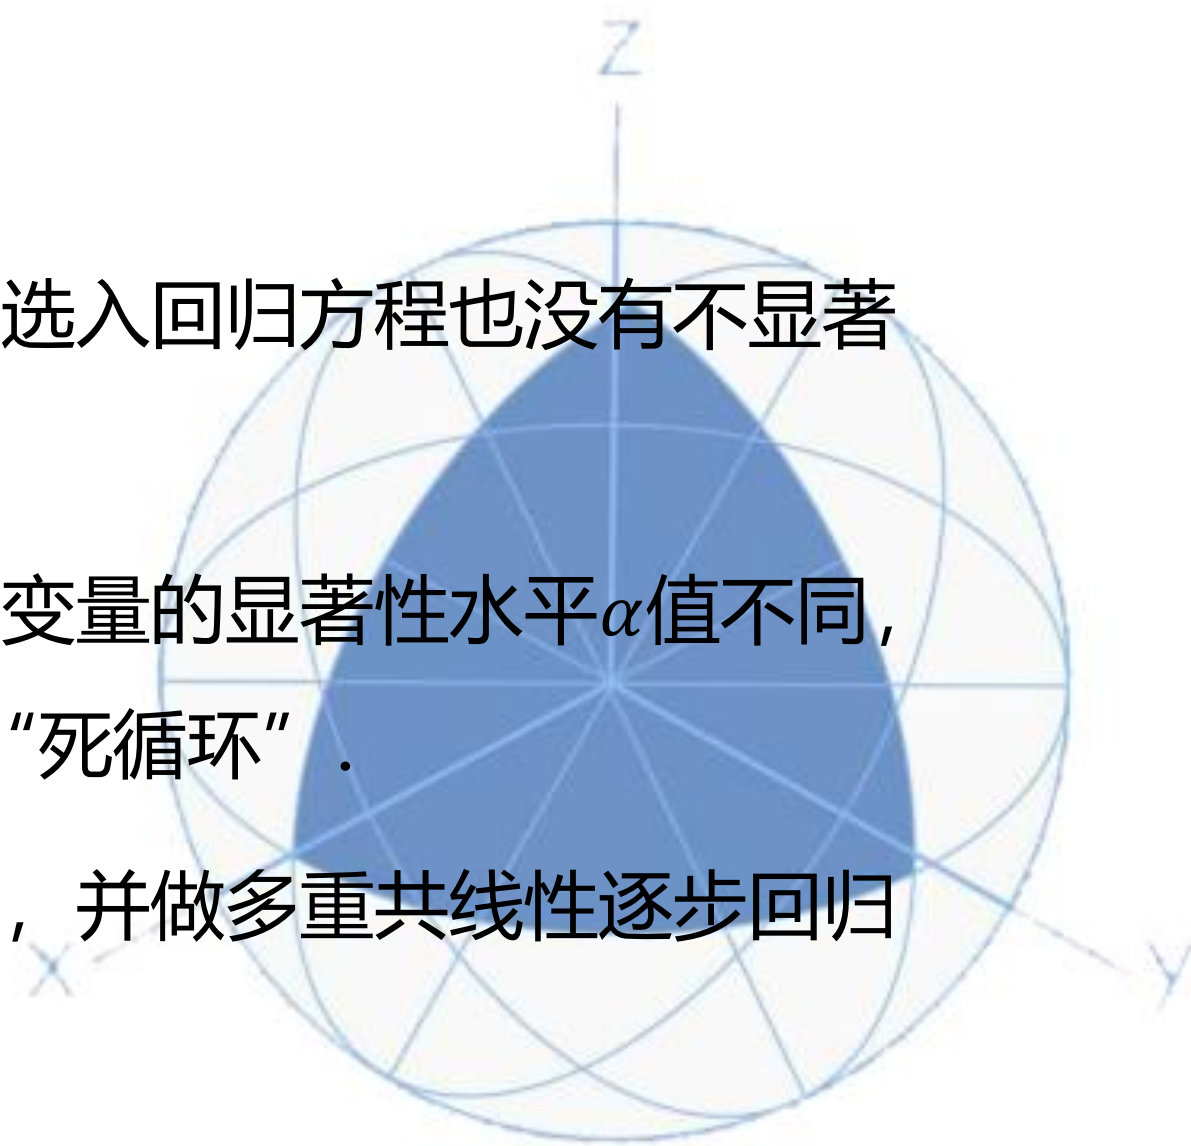 Z
选入回归方程也没有不显著
变量的显著性水平α值不同，
“死循环”.
，并做多重共线性逐步回归
X
y